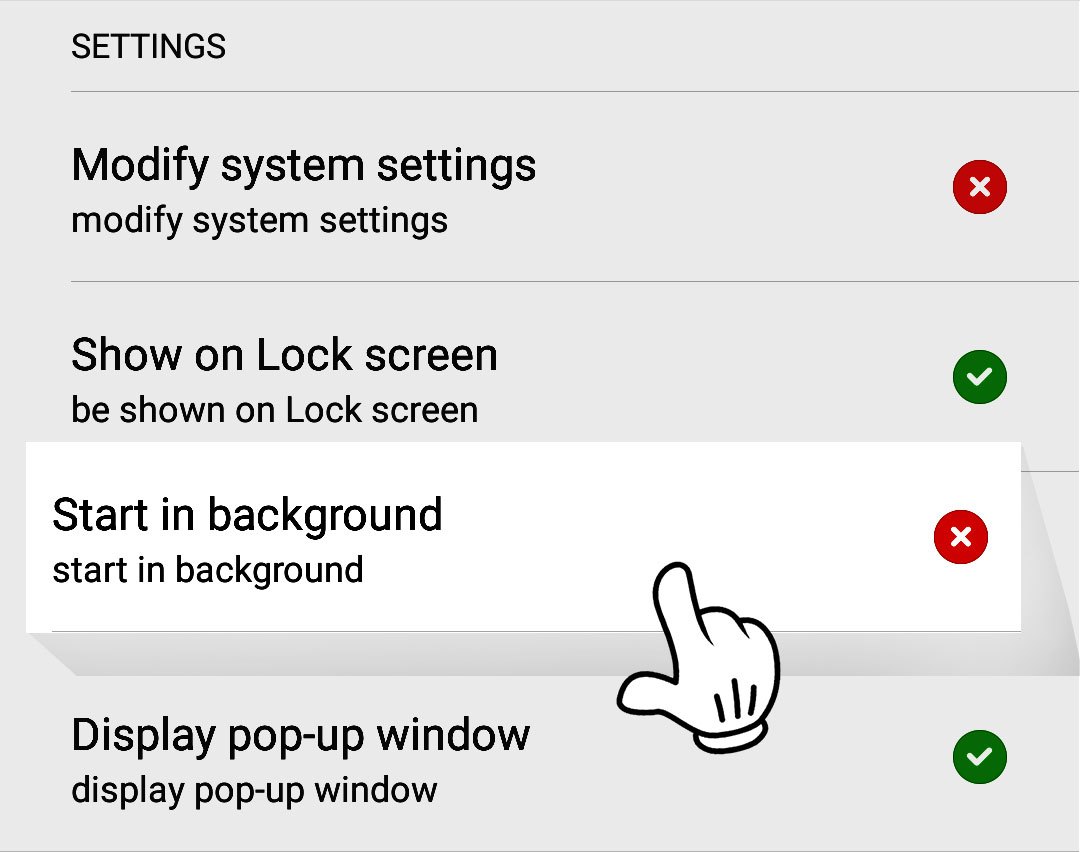 SETTINGS
Modify system settings
modify system settings
Show on Lock screen
be shown on Lock screen
Start in background
start in background
Display pop-up window
display pop-up window